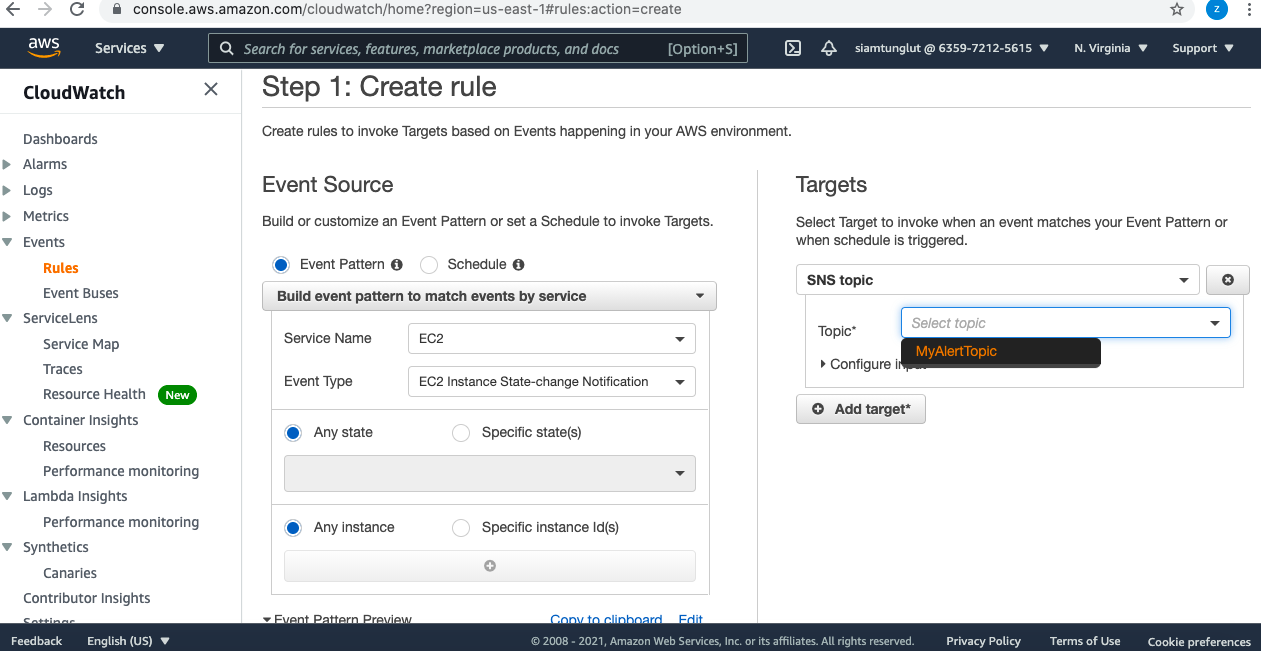 console.aws.amazon.com/cloudwatch/home?region=us-east-1#rules:action=create
z
aws
Services
Search for services, features, marketplace products, and docs
[Option+S]
siamtunglut @ 6359-7212-5615
N. Virginia
Support
CloudWatch
Dashboards
Alarms
Logs
Metrics
Events
Rules
Event Buses
ServiceLens
Service Map
Traces
Resource Health New
Container Insights
Resources
Performance monitoring
Lambda Insights
Performance monitoring
Synthetics
Canaries
Contributor Insights
Settings
Step 1: Create rule
Create rules to invoke Targets based on Events happening in your AWS environment.
Event Source
Build or customize an Event Pattern or set a Schedule to invoke Targets.
Event Pattern
Schedule
Build event pattern to match events by service
Service Name
EC2
Event Type
EC2 Instance State-change Notification
Any state
Specific state(s)
Any instance
Specific instance Id(s)
Event Pattern Preview
Copy to clipboard
Edit
Targets
Select Target to invoke when an event matches your Event Pattern or
when schedule is triggered.
SNS topic
Topic*
Select topic
MyAlertTopic
Configure input
Add target*
Feedback
English (US)
© 2008 - 2021, Amazon Web Services, Inc. or its affiliates. All rights reserved.
Privacy Policy
Terms of Use
Cookie preferences